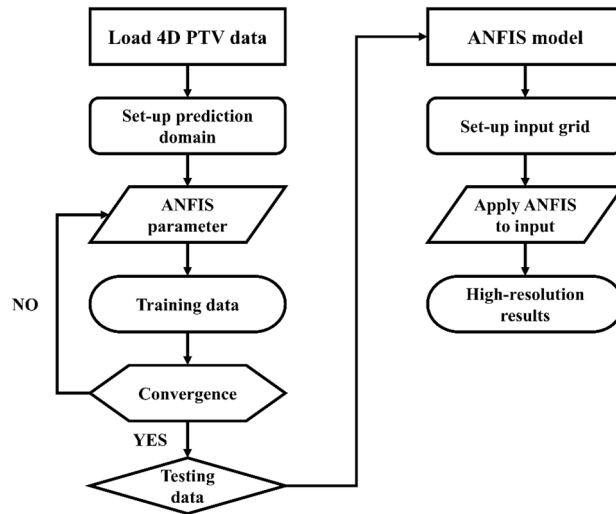 Load 4D PTV data
Set-up prediction
domain
ANFIS
parameter
Training data
NO
Convergence
YES
Testing
data
ANFIS model
Set-up input grid
Apply ANFIS
to input
High-resolution
results